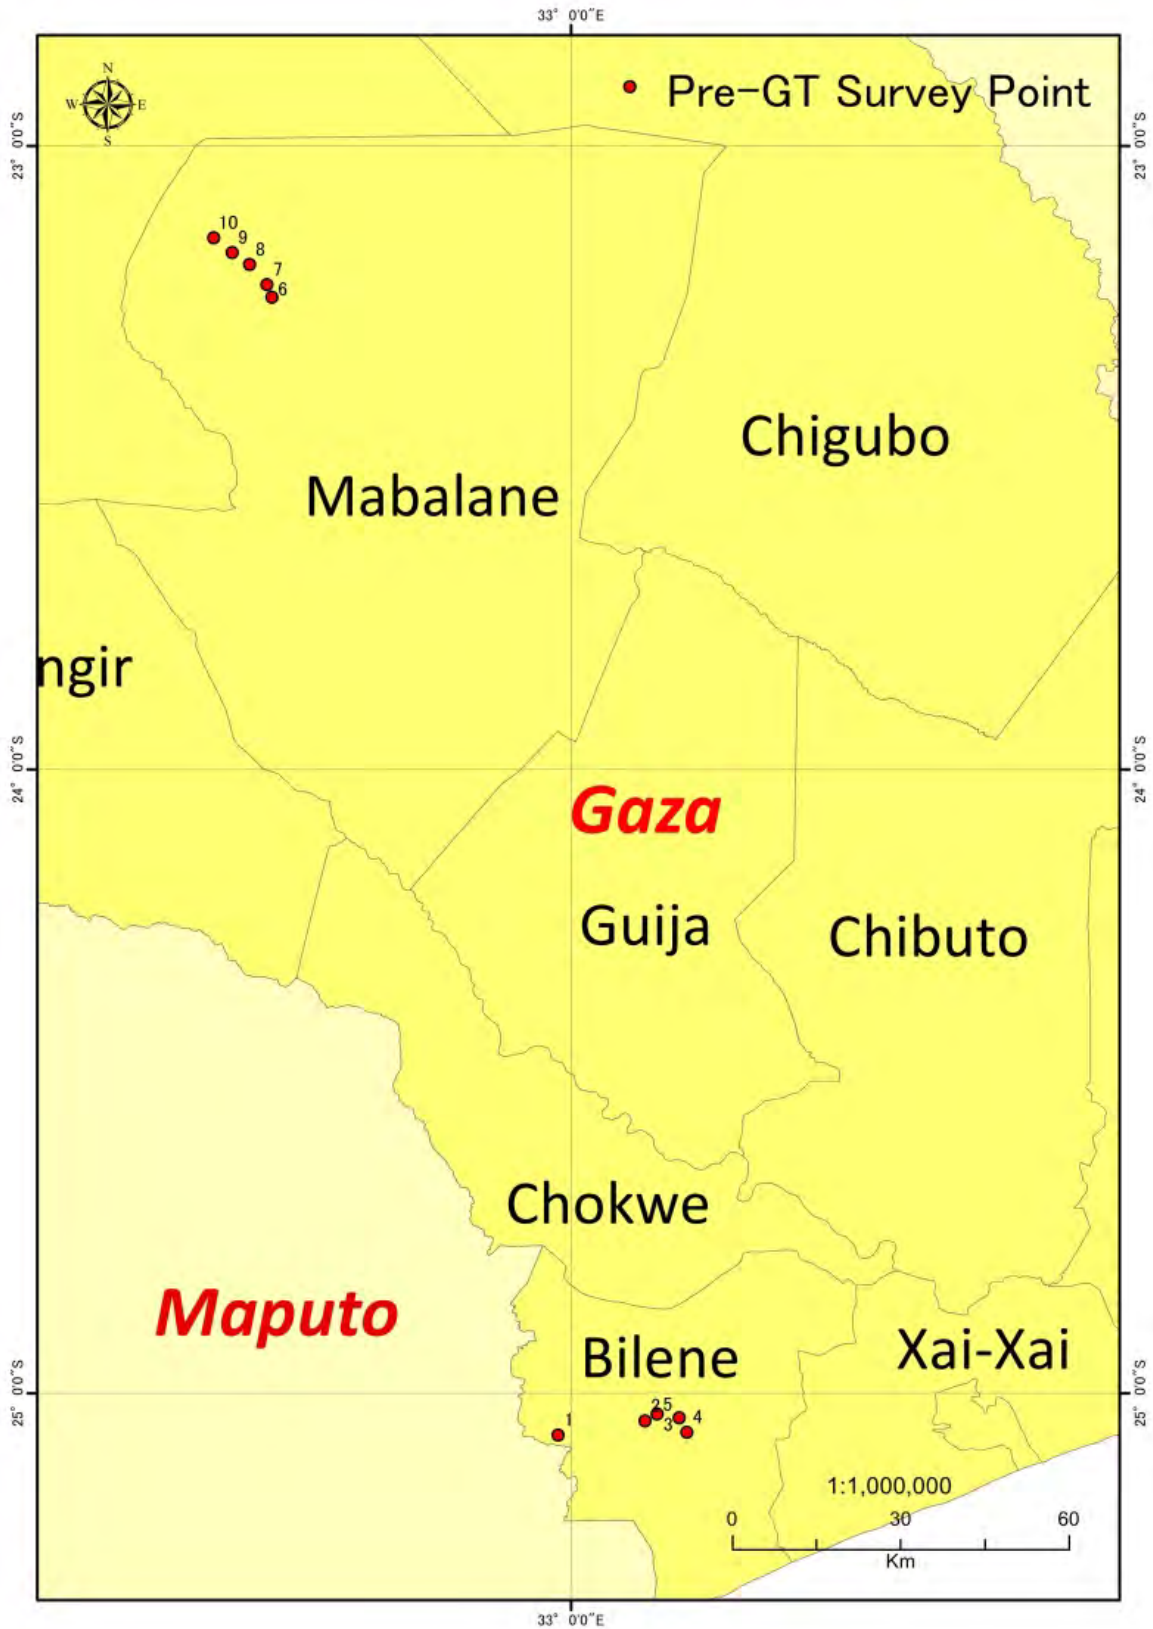 33° 0'0"E
N
W E
S
Pre-GT Survey Point
23° 0'0"S
23° 0'0"S
10
9
8
7
6
Chigubo
Mabalane
ngir
24° 0'0"S
24° 0'0"S
Gaza
Guija
Chibuto
Chokwe
Maputo
Bilene
Xai-Xai
25° 0'0"S
25° 0'0"S
1
2 5
3
4
1:1,000,000
0 30 60
Km
33° 0'0"E